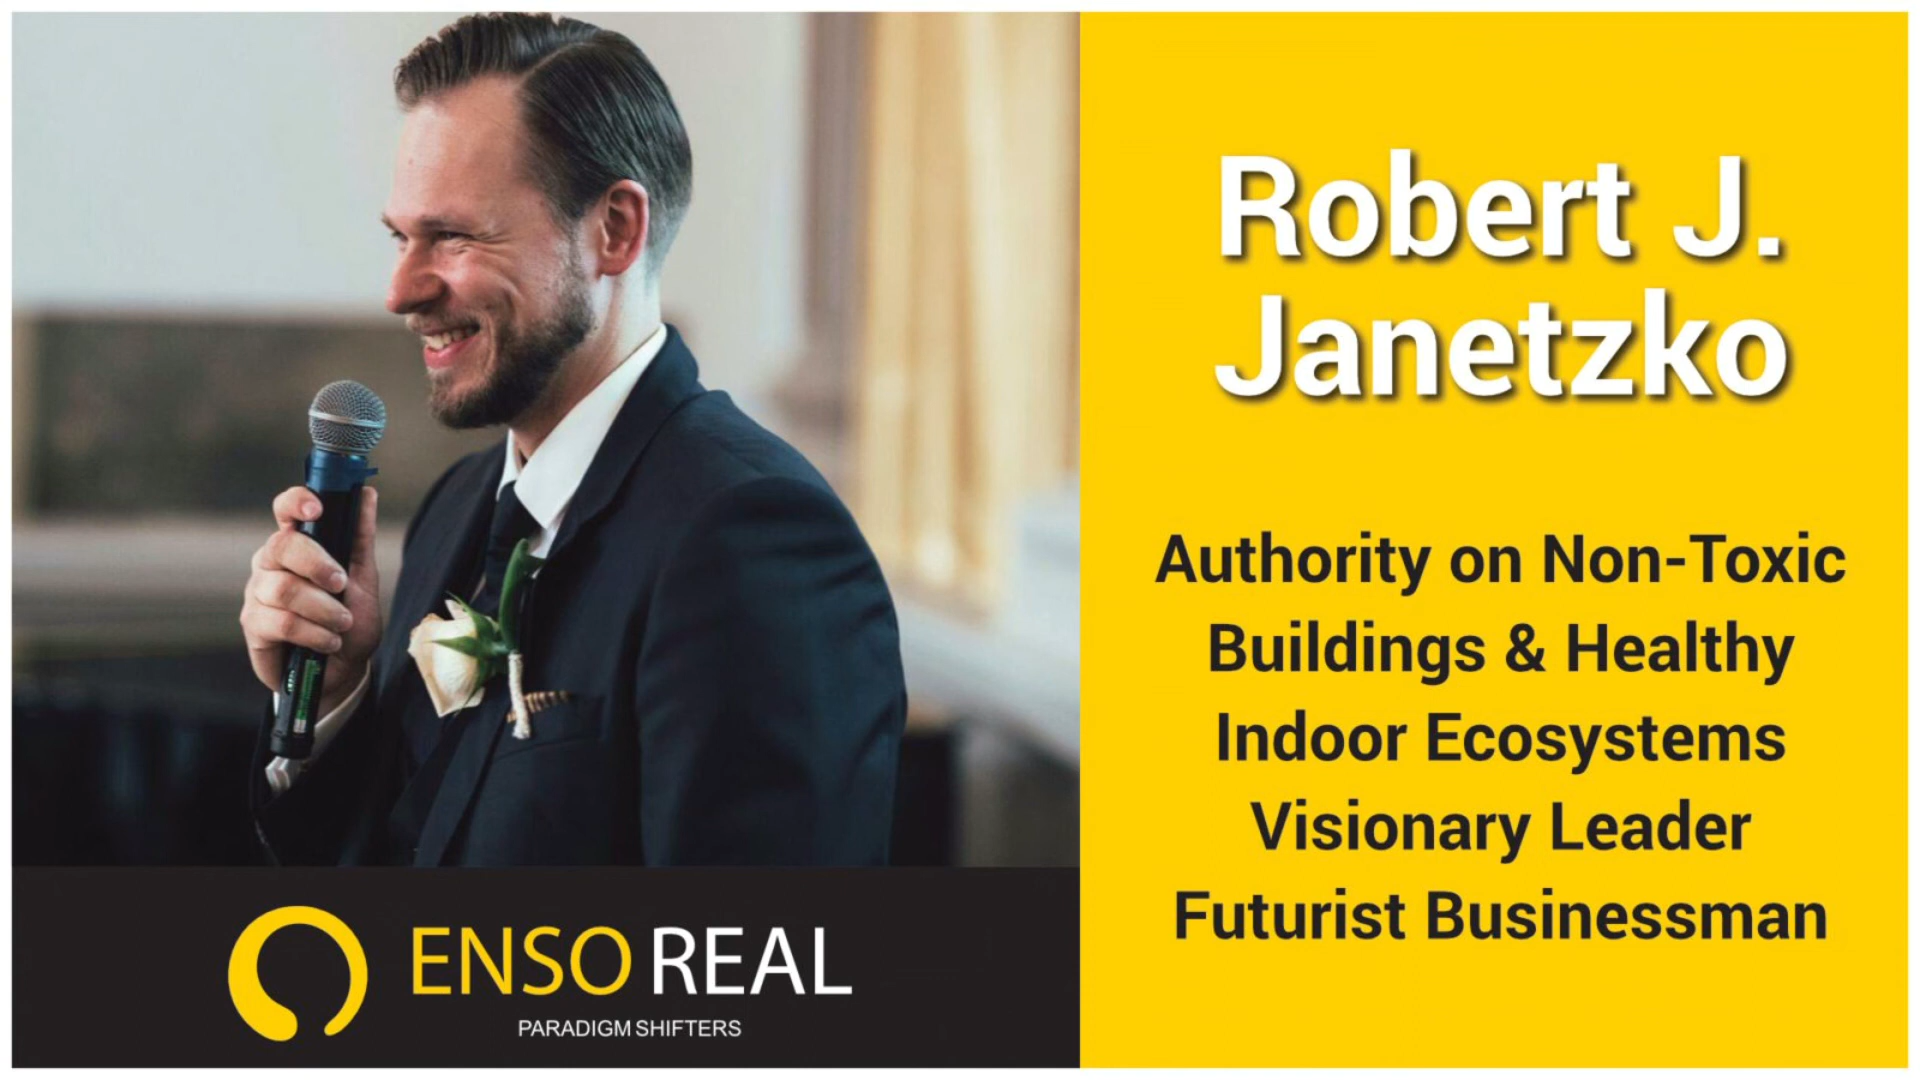 Robert J.
Janetzko
Authority on Non-Toxic
Buildings & Healthy
Indoor Ecosystems
Visionary Leader
Futurist Businessman
ENSO REAL
PARADIGM SHIFTERS